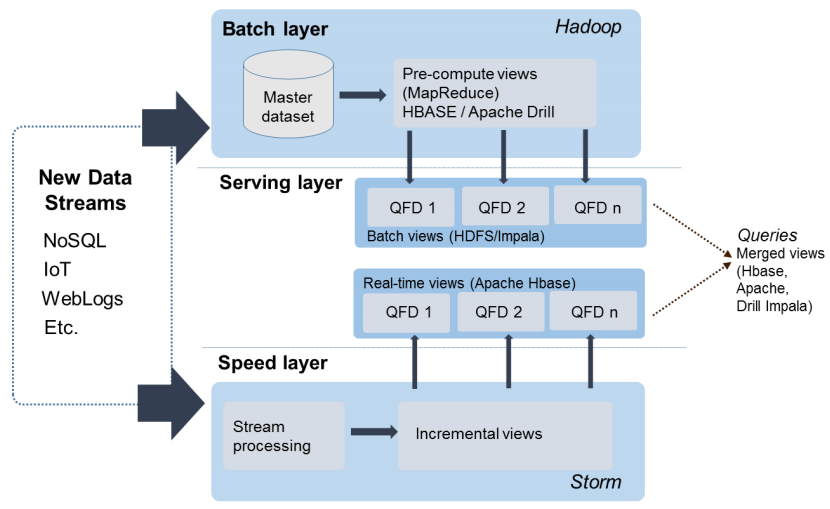 Batch layer
Hadoop
Master
dataset
Pre-compute views
(MapReduce)
HBASE / Apache Drill
New Data
Streams
NoSQL
IoT
WebLogs
Etc.
Serving layer
QFD 1
QFD 2
QFD n
Batch views (HDFS/Impala)
Real-time views (Apache Hbase)
QFD 1
QFD 2
QFD n
Queries
Merged views
(Hbase,
Apache,
Drill Impala)
Speed layer
Stream
processing
Incremental views
Storm